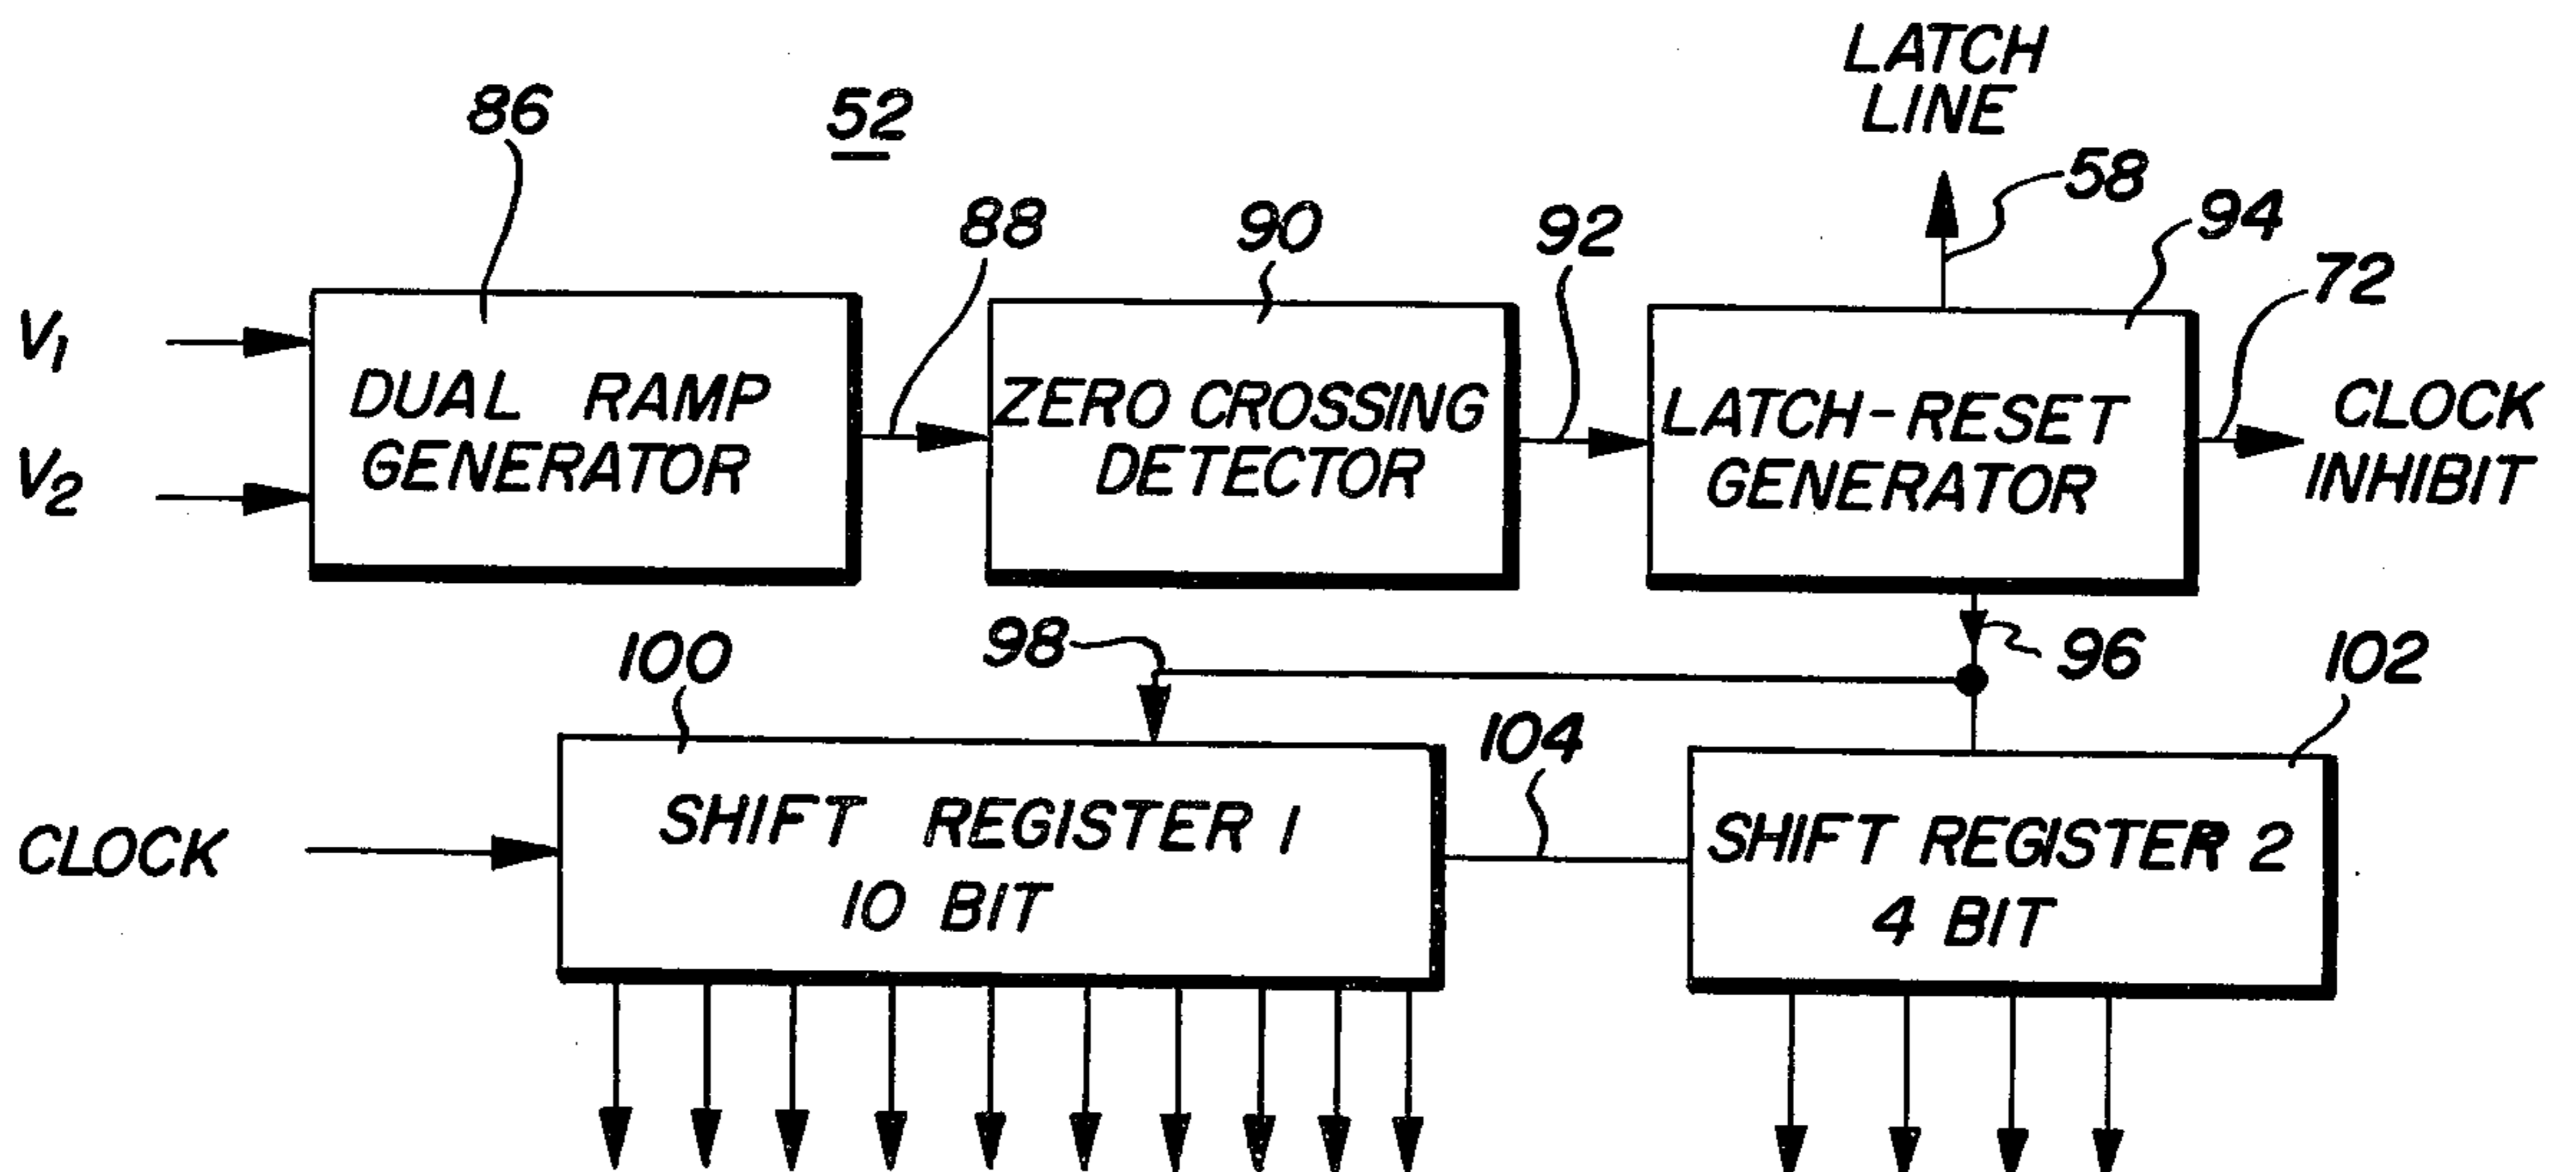 LATCH
LINE
86
52
58
88
90
92
94
72
V1
V2
DUAL RAMP
GENERATOR
ZERO CROSSING
DETECTOR
LATCH-RESET
GENERATOR
CLOCK
INHIBIT
100
98
96
102
104
CLOCK
SHIFT REGISTER 1
10 BIT
SHIFT REGISTER 2
4 BIT